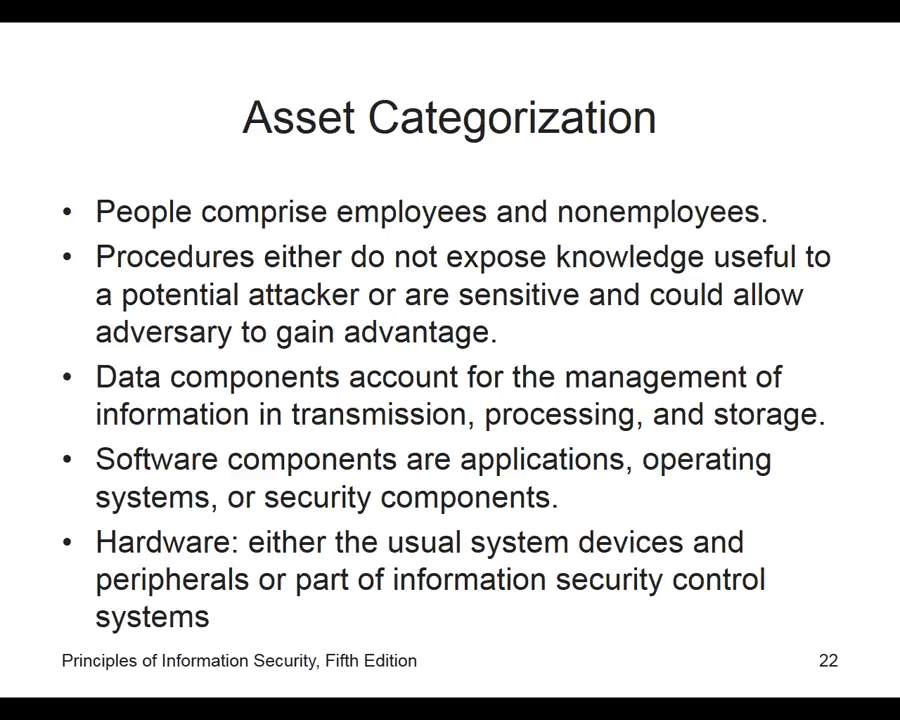 Asset Categorization
• People comprise employees and nonemployees.
• Procedures either do not expose knowledge useful to
a potential attacker or are sensitive and could allow
adversary to gain advantage.
• Data components account for the management of
information in transmission, processing, and storage.
• Software components are applications, operating
systems, or security components.
• Hardware: either the usual system devices and
peripherals or part of information security control
systems
Principles of Information Security, Fifth Edition
22